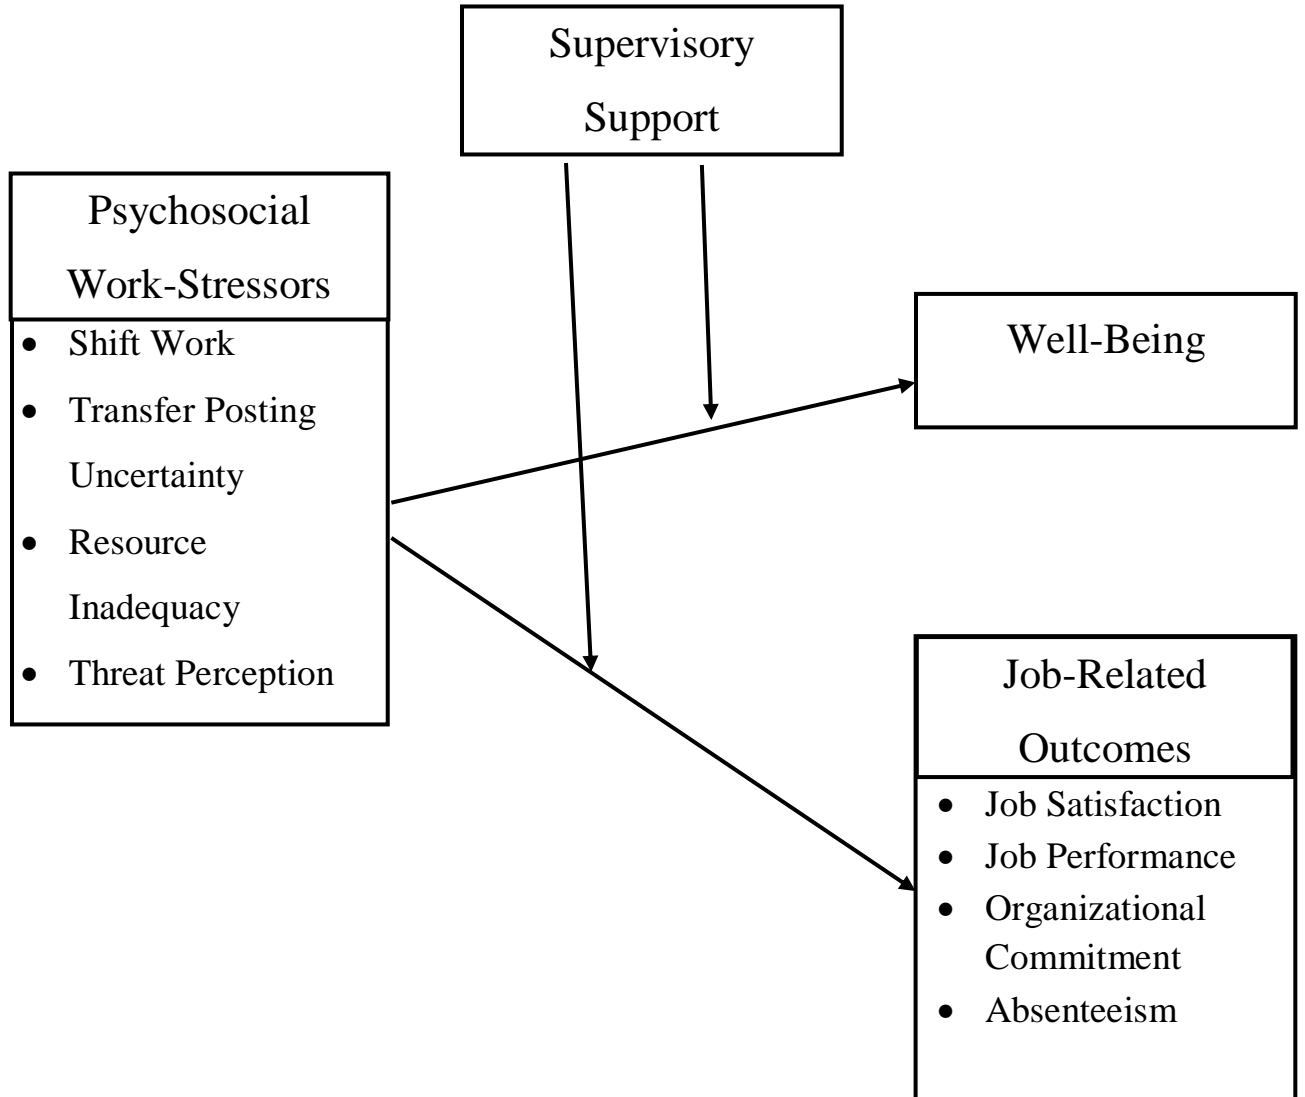 Supervisory
Support
Psychosocial
Work-Stressors
• Shift Work
• Transfer Posting
Uncertainty
• Resource
Inadequacy
• Threat Perception
Well-Being
Job-Related
Outcomes
• Job Satisfaction
• Job Performance
• Organizational
Commitment
• Absenteeism